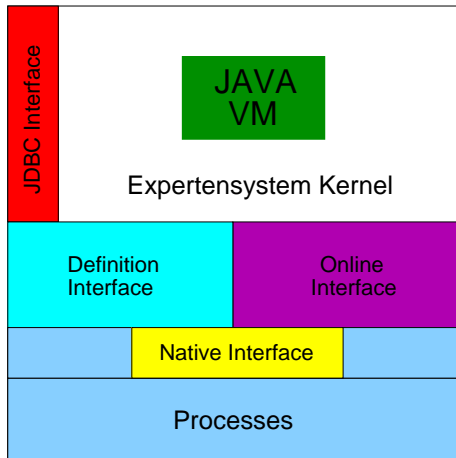 JDBC Interface
JAVA
VM
Expertensystem Kernel
Definition
Interface
Online
Interface
Native Interface
Processes